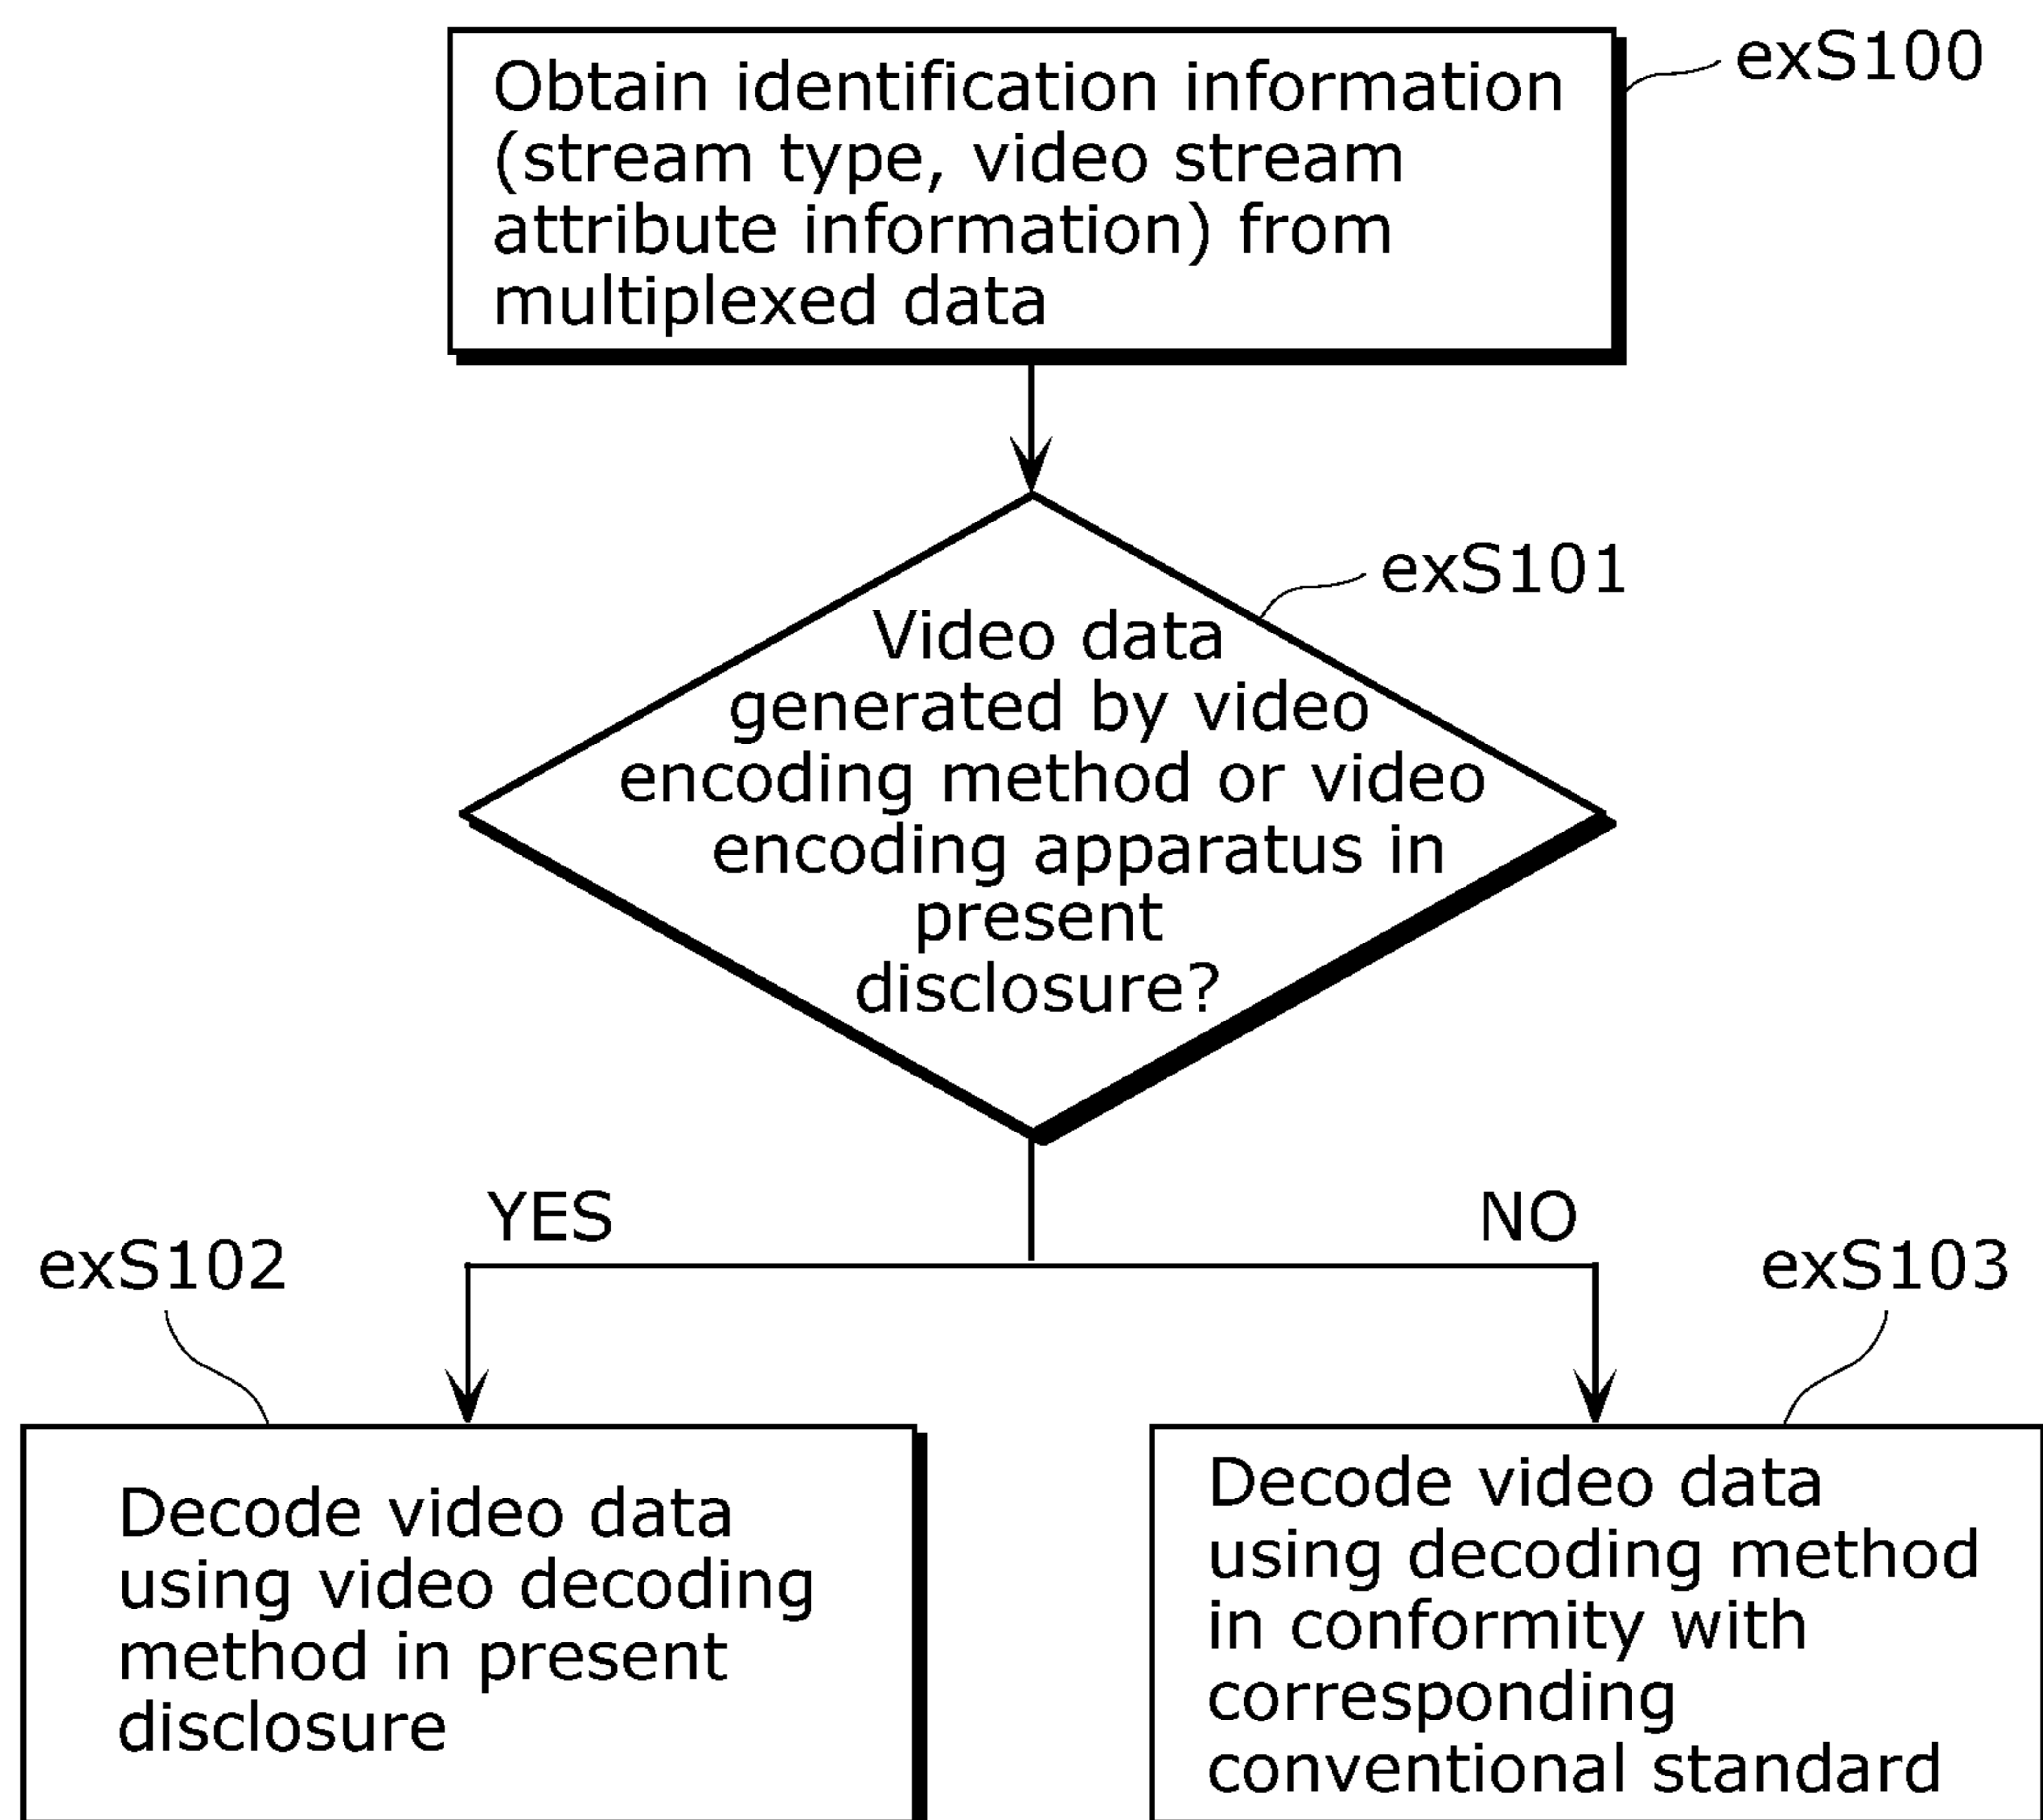 Obtain identification information
(stream type, video stream
attribute information) from
multiplexed data
exS100
exS101
Video data
generated by video
encoding method or video
encoding apparatus in
present
disclosure?
YES
NO
exS102
exS103
Decode video data
using video decoding
method in present
disclosure
Decode video data
using decoding method
in conformity with
corresponding
conventional standard